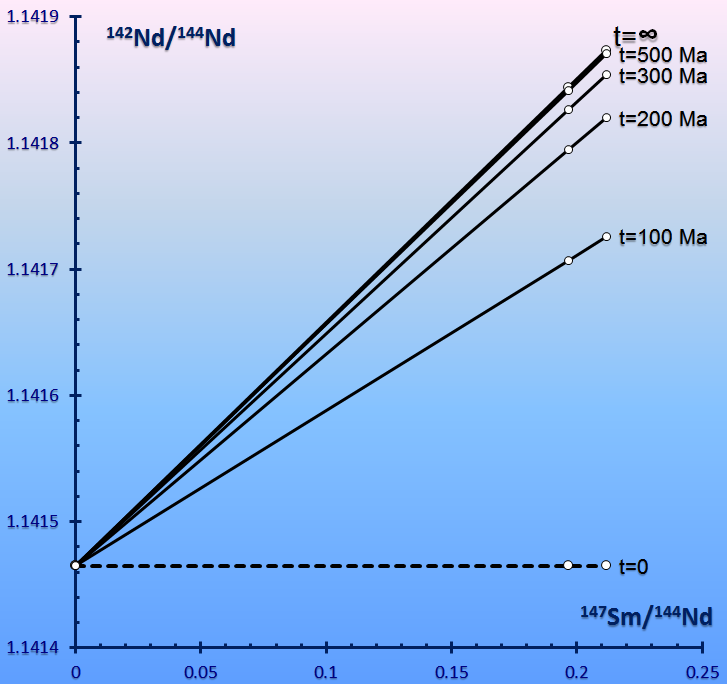 1.1419
¹⁴²Nd/¹⁴⁴Nd
t=∞
t=500 Ma
t=300 Ma
t=200 Ma
1.1418
t=100 Ma
1.1417
1.1416
1.1415
t=0
¹⁴⁷Sm/¹⁴⁴Nd
1.1414
0 0.05 0.1 0.15 0.2 0.25